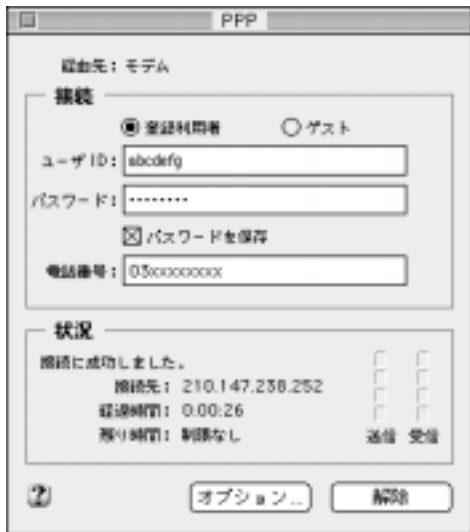 PPP
経由先：モデム
接続
登録利用者 ゲスト
ユーザID： abcdefg
パスワード： ••••••••
パスワードを保存
電話番号： 03xxxxxxxx
状況
接続に成功しました。
接続先： 210.147.238.252
経過時間： 0:00:26
残り時間： 制限なし
送信 受信
? オプション... 解除